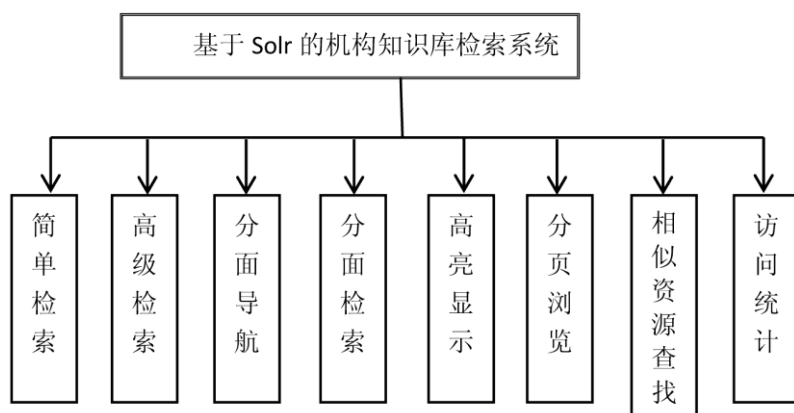 基于 Solr 的机构知识库检索系统
简单检索
高级检索
分面导航
分面检索
高亮显示
分页浏览
相似资源查找
访问统计